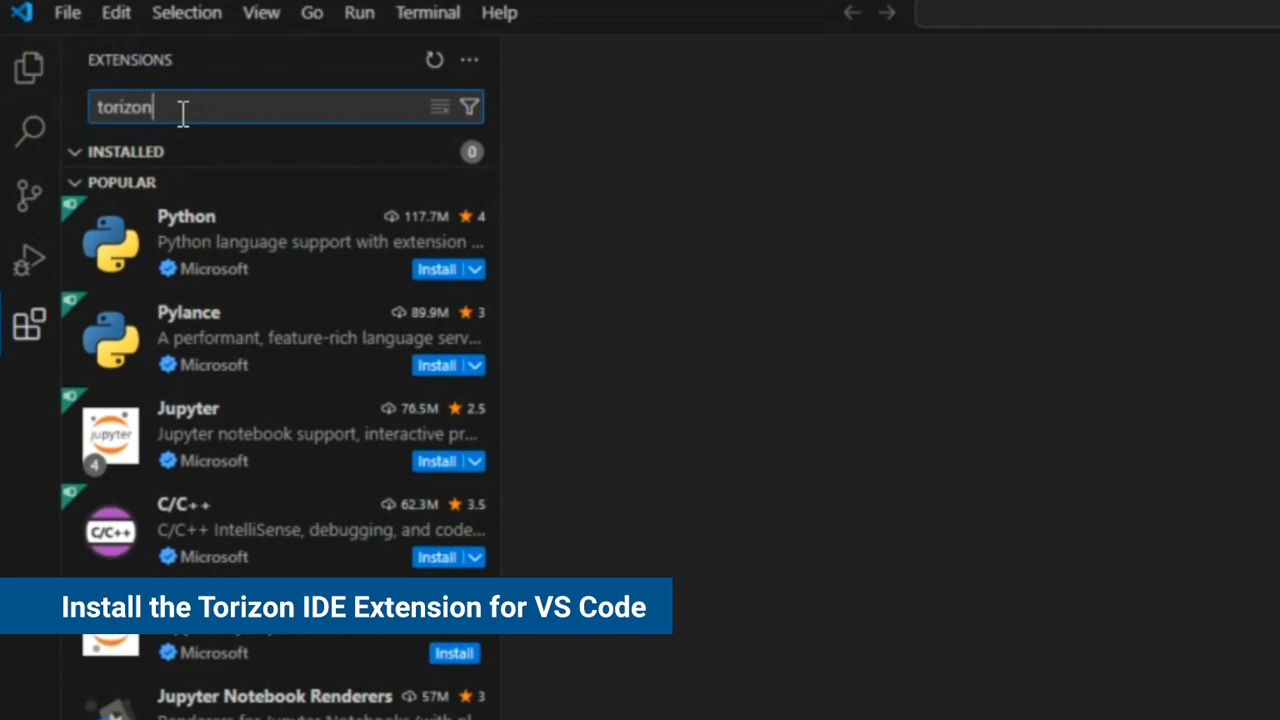 File Edit Selection View Go Run Terminal Help
EXTENSIONS
torizon
INSTALLED 0
POPULAR
Python 117.7M 4
Python language support with extension ...
Microsoft Install
Pylance 89.9M 3
A performant, feature-rich language serv...
Microsoft Install
Jupyter 76.5M 2.5
jupyter
Jupyter notebook support, interactive pr...
4 Microsoft Install
C/C++ 62.3M 3.5
C/C++ C/C++ IntelliSense, debugging, and code...
Microsoft Install
Install the Torizon IDE Extension for VS Code
Microsoft Install
Jupyter Notebook Renderers 57M 3